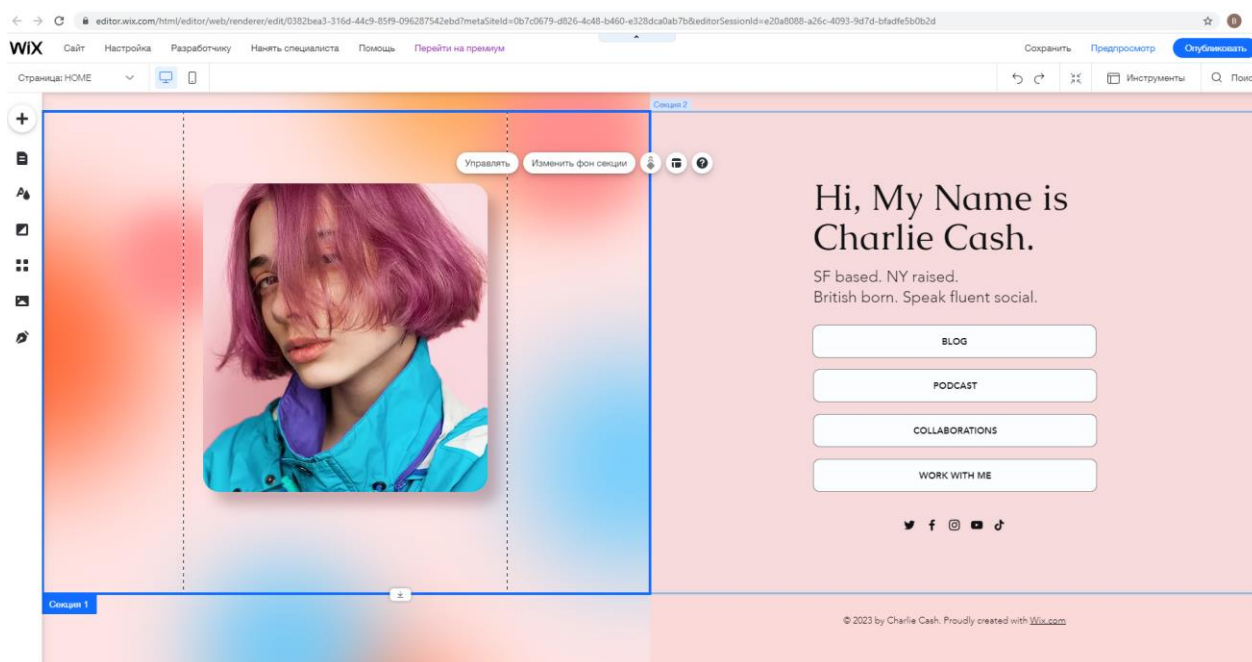 editor.wix.com/html/editor/web/renderer/edit/0382bea3-316d-44c9-85f9-096287542ebd?metaSiteId=0b7c0679-d826-4c48-b460-e328dca0ab7b&editorSessionId=e20a8088-a26c-4093-9d7d-bfadfe5b0b2d
WiX Сайт Настройка Разработчику Нанять специалиста Помощь Перейти на премиум Сохранить Предпросмотр Опубликовать
Страница: HOME Инструменты Поис
Секция 2
Управлять Изменить фон секции
Hi, My Name is
Charlie Cash.
SF based. NY raised.
British born. Speak fluent social.
BLOG
PODCAST
COLLABORATIONS
WORK WITH ME
Секция 1
© 2023 by Charlie Cash. Proudly created with Wix.com